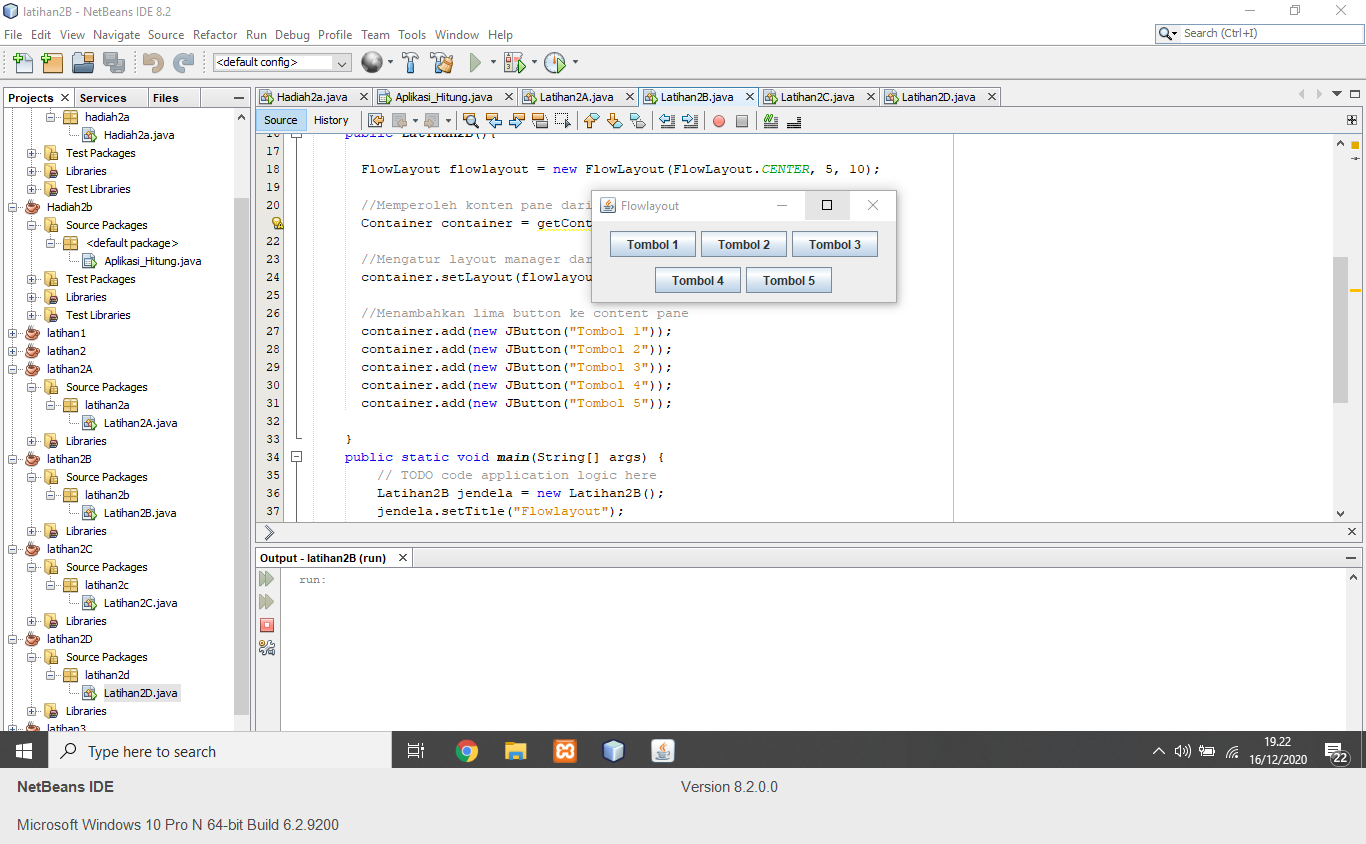 latihan2B - NetBeans IDE 8.2
File Edit View Navigate Source Refactor Run Debug Profile Team Tools Window Help
Search (Ctrl+I)
<default config>
Projects Services Files
Hadiah2a.java Aplikasi_Hitung.java Latihan2A.java Latihan2B.java Latihan2C.java Latihan2D.java
Source History
hadiah2a
Hadiah2a.java
Test Packages
Libraries
Test Libraries
Hadiah2b
Source Packages
<default package>
Aplikasi_Hitung.java
Test Packages
Libraries
Test Libraries
latihan1
latihan2
latihan2A
Source Packages
latihan2a
Latihan2A.java
Libraries
latihan2B
Source Packages
latihan2b
Latihan2B.java
Libraries
latihan2C
Source Packages
latihan2c
Latihan2C.java
Libraries
latihan2D
Source Packages
latihan2d
Latihan2D.java
Libraries
latihan3
16 public Latihan2B(){
17
18 FlowLayout flowlayout = new FlowLayout(FlowLayout.CENTER, 5, 10);
19
20 //Memperoleh konten pane dari
Container container = getCont
22
23 //Mengatur layout manager dar
24 container.setLayout(flowlayou
25
26 //Menambahkan lima button ke content pane
27 container.add(new JButton("Tombol 1"));
28 container.add(new JButton("Tombol 2"));
29 container.add(new JButton("Tombol 3"));
30 container.add(new JButton("Tombol 4"));
31 container.add(new JButton("Tombol 5"));
32
33 }
34 public static void main(String[] args) {
35 // TODO code application logic here
36 Latihan2B jendela = new Latihan2B();
37 jendela.setTitle("Flowlayout");
Flowlayout
Tombol 1 Tombol 2 Tombol 3
Tombol 4 Tombol 5
Output - latihan2B (run)
run:
Type here to search
19.22
16/12/2020
22
NetBeans IDE
Version 8.2.0.0
Microsoft Windows 10 Pro N 64-bit Build 6.2.9200